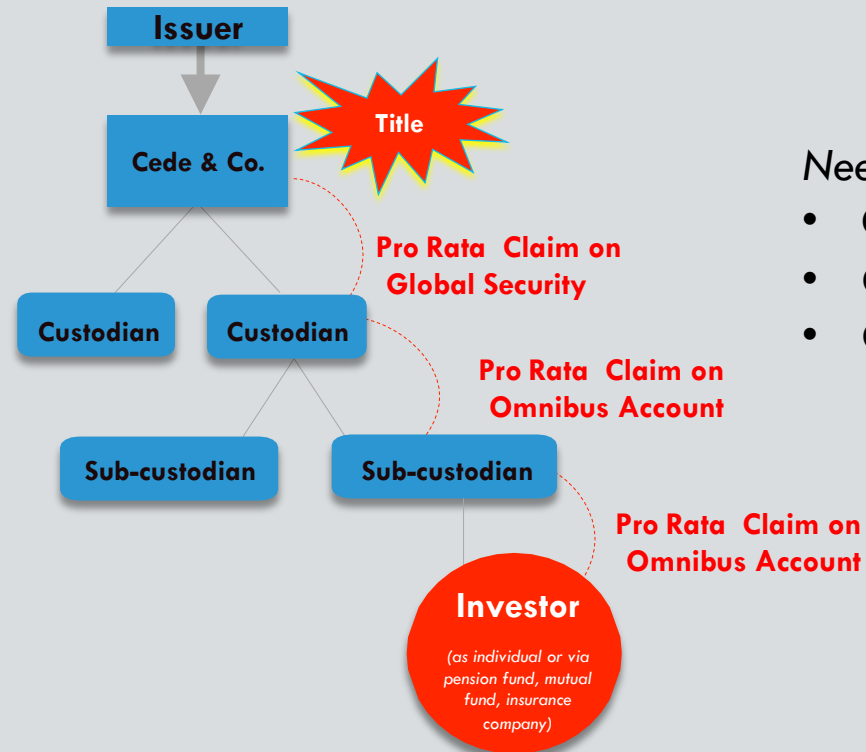 Issuer
Title
Cede & Co.
Pro Rata Claim on
Global Security
Custodian
Custodian
Pro Rata Claim on
Omnibus Account
Sub-custodian
Sub-custodian
Pro Rata Claim on
Omnibus Account
Investor
(as individual or via
pension fund, mutual
fund, insurance
company)